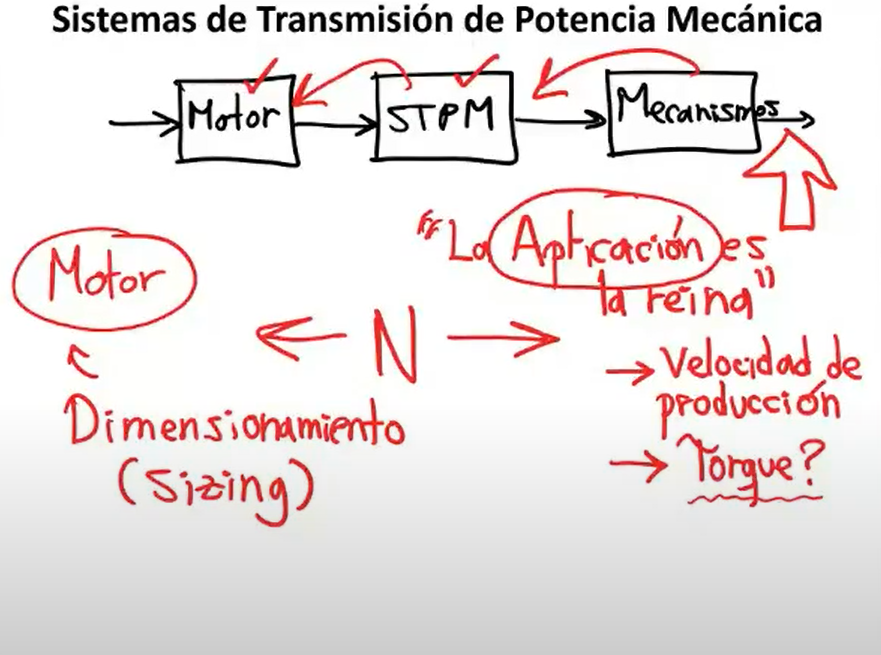 Sistemas de Transmisión de Potencia Mecánica
Motor STPM Mecanismos
"La Aplicación es
la reina"
Motor
N
→ Velocidad de
producción
Dimensionamiento
→ Torque?
(Sizing)